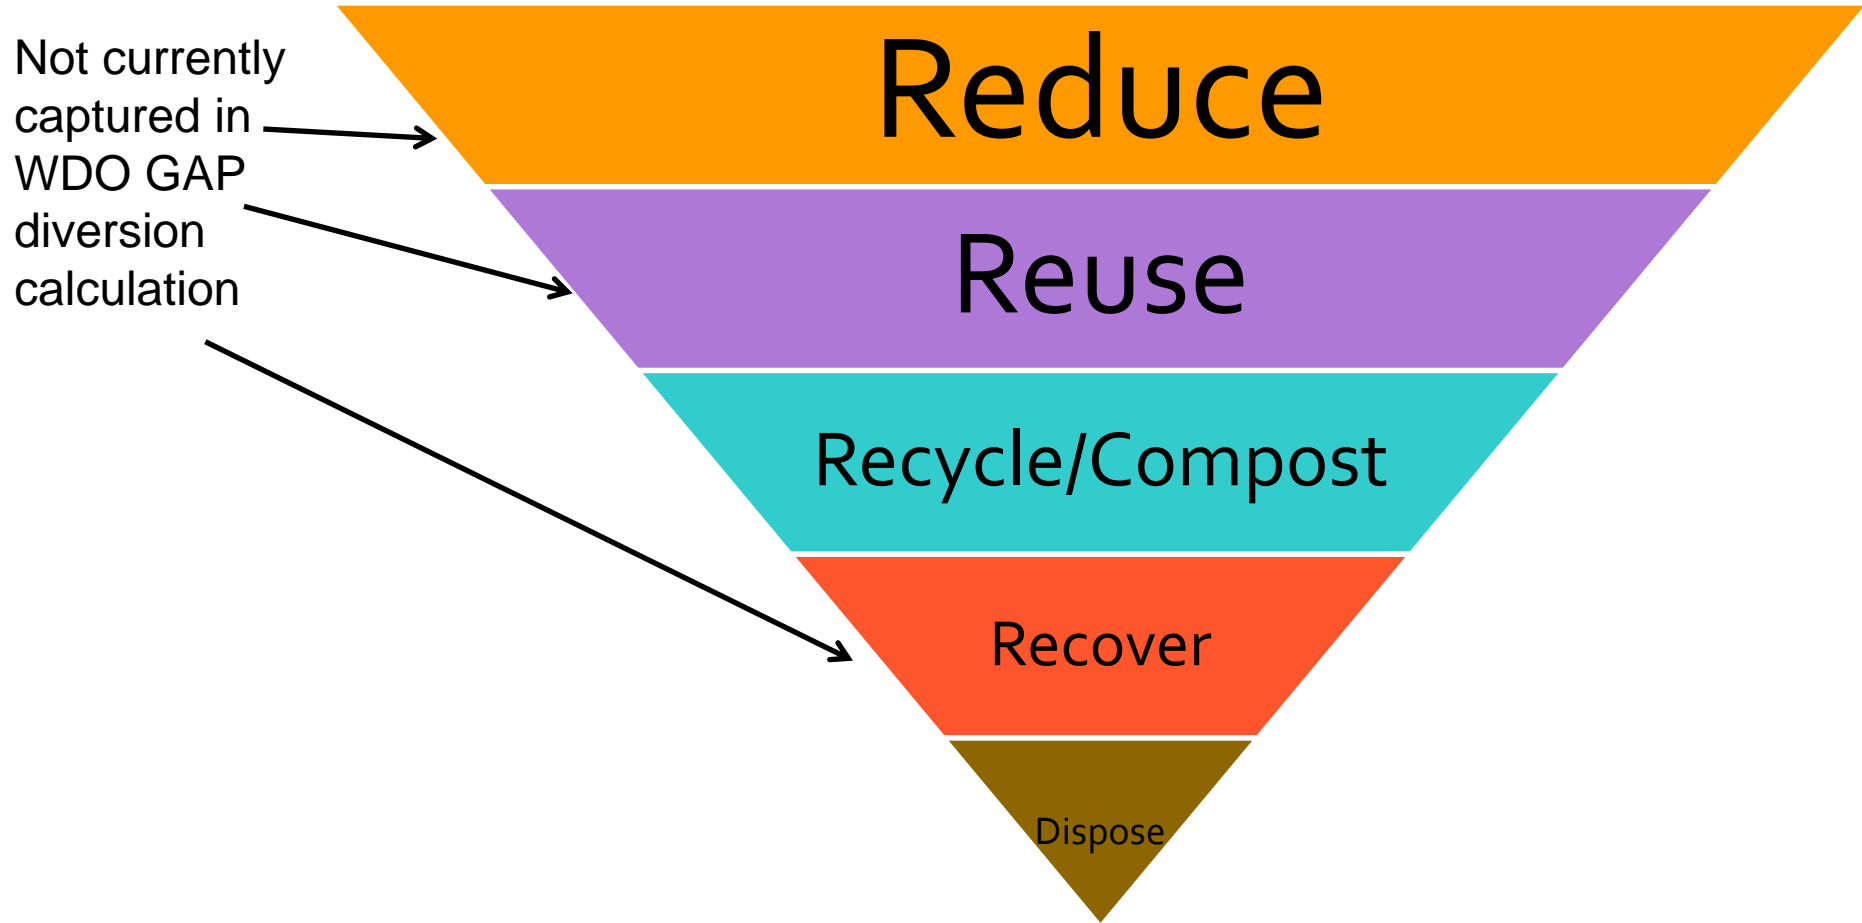 Not currently
captured in
WDO GAP
diversion
calculation
Reduce
Reuse
Recycle/Compost
Recover
Dispose